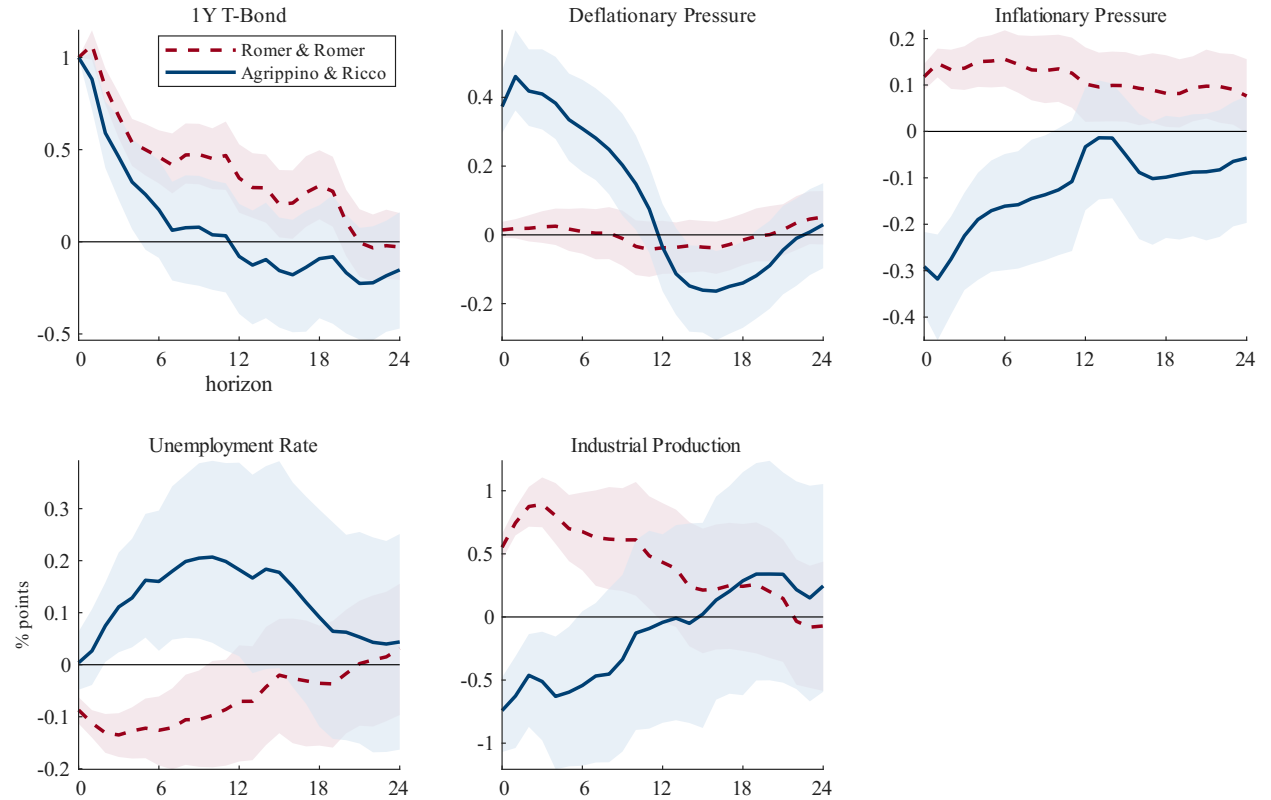 1Y T-Bond
Romer & Romer
Agrippino & Ricco
1
0.5
0
-0.5
0 6 12 18 24
horizon
Deflationary Pressure
0.4
0.2
0
-0.2
0 6 12 18 24
Inflationary Pressure
0.2
0.1
0
-0.1
-0.2
-0.3
-0.4
0 6 12 18 24
Unemployment Rate
% points
0.3
0.2
0.1
0
-0.1
-0.2
0 6 12 18 24
Industrial Production
1
0.5
0
-0.5
-1
0 6 12 18 24